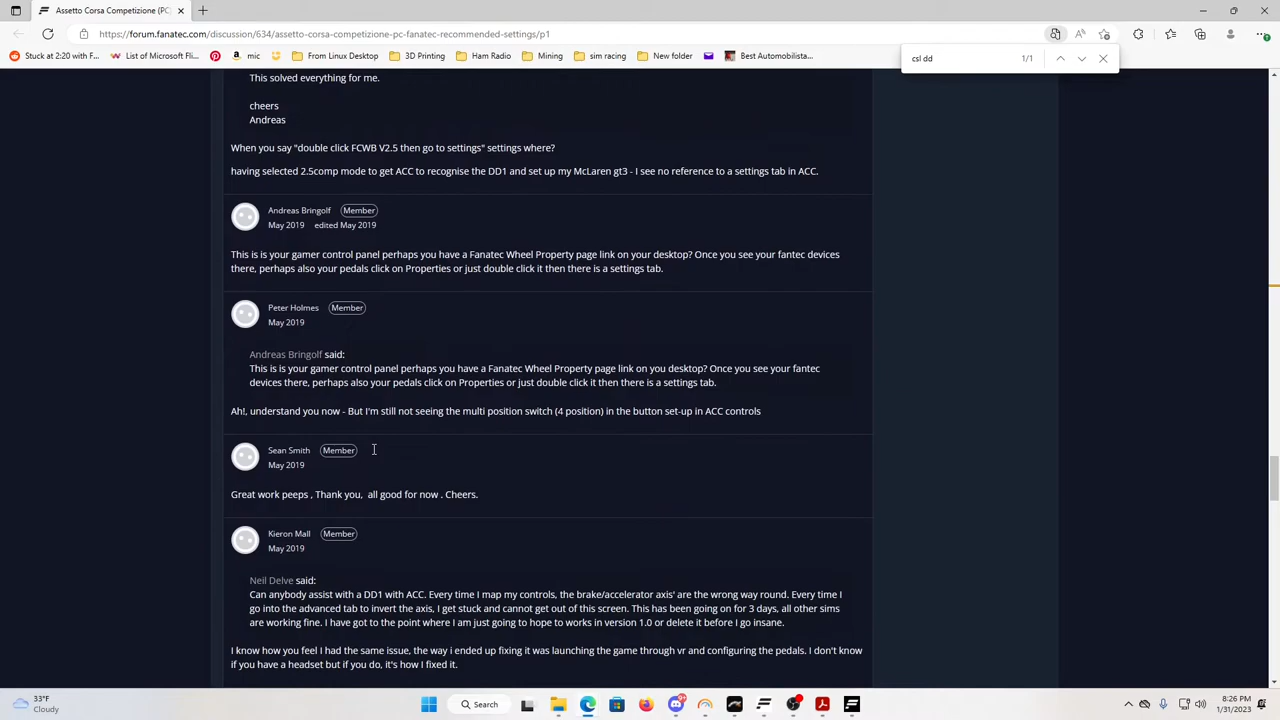 Assetto Corsa Competizione (PC)
https://forum.fanatec.com/discussion/634/assetto-corsa-competizione-pc-fanatec-recommended-settings/p1
Stuck at 2:20 with F... List of Microsoft Fli... mic From Linux Desktop 3D Printing Ham Radio Mining sim racing New folder Best Automobilista...
csl dd 1/1
This solved everything for me.
cheers
Andreas
When you say "double click FCWB V2.5 then go to settings" settings where?
having selected 2.5comp mode to get ACC to recognise the DD1 and set up my McLaren gt3 - I see no reference to a settings tab in ACC.
Andreas Bringolf Member
May 2019 edited May 2019
This is is your gamer control panel perhaps you have a Fanatec Wheel Property page link on your desktop? Once you see your fantec devices
there, perhaps also your pedals click on Properties or just double click it then there is a settings tab.
Peter Holmes Member
May 2019
Andreas Bringolf said:
This is is your gamer control panel perhaps you have a Fanatec Wheel Property page link on you desktop? Once you see your fantec
devices there, perhaps also your pedals click on Properties or just double click it then there is a settings tab.
Ah!, understand you now - But I'm still not seeing the multi position switch (4 position) in the button set-up in ACC controls
Sean Smith Member
May 2019
Great work peeps , Thank you, all good for now . Cheers.
Kieron Mall Member
May 2019
Neil Delve said:
Can anybody assist with a DD1 with ACC. Every time I map my controls, the brake/accelerator axis' are the wrong way round. Every time I
go into the advanced tab to invert the axis, I get stuck and cannot get out of this screen. This has been going on for 3 days, all other sims
are working fine. I have got to the point where I am just going to hope to works in version 1.0 or delete it before I go insane.
I know how you feel I had the same issue, the way i ended up fixing it was launching the game through vr and configuring the pedals. I don't know
if you have a headset but if you do, it's how I fixed it.
33°F
Cloudy
Search
9+
8:26 PM
1/31/2023